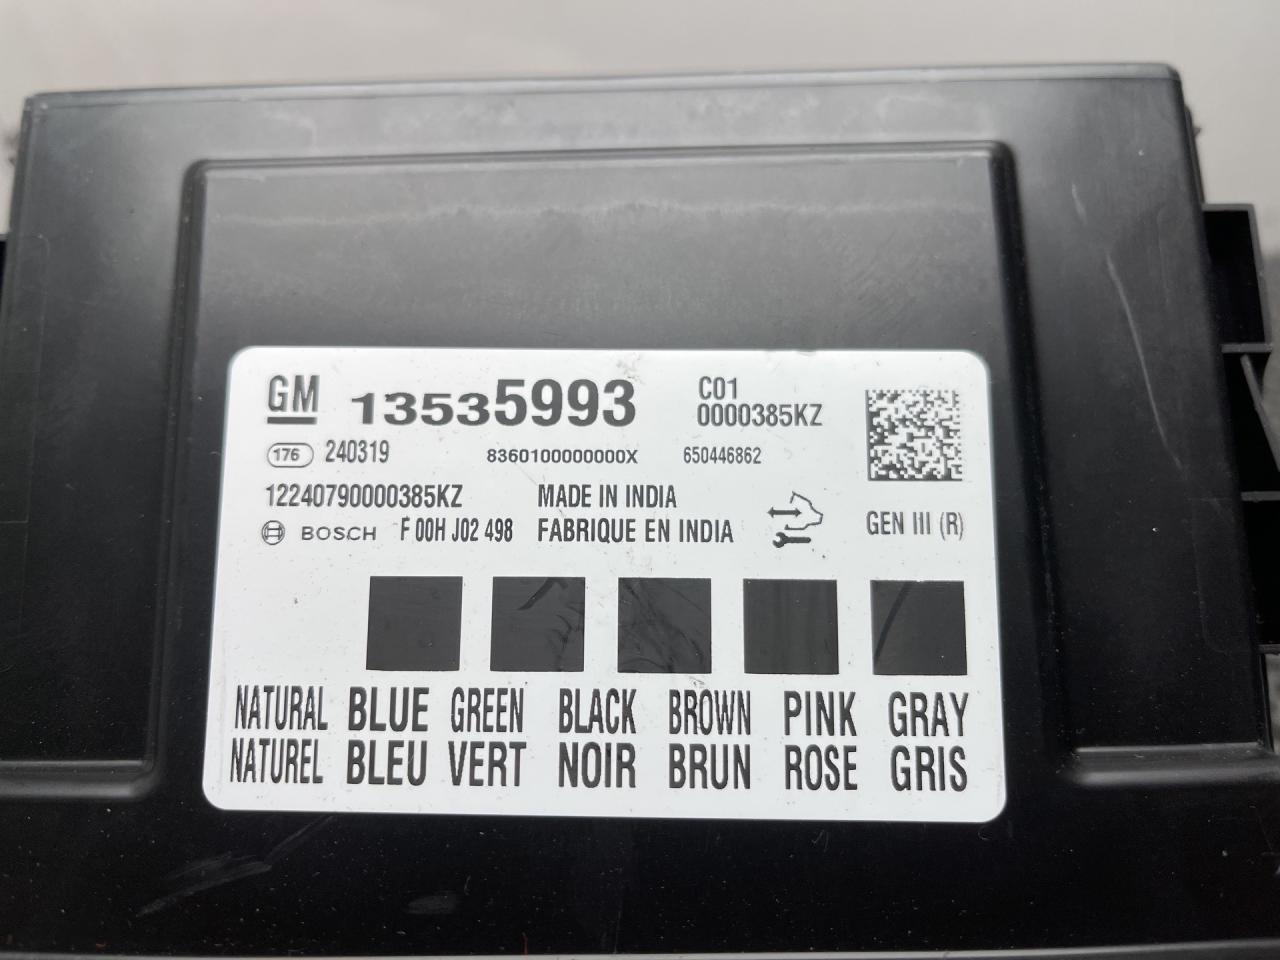 GM 13535993 C01
0000385KZ
176 240319 8360100000000X 650446862
12240790000385KZ MADE IN INDIA
BOSCH F 00H J02 498 FABRIQUE EN INDIA GEN III (R)
NATURAL BLUE GREEN BLACK BROWN PINK GRAY
NATUREL BLEU VERT NOIR BRUN ROSE GRIS